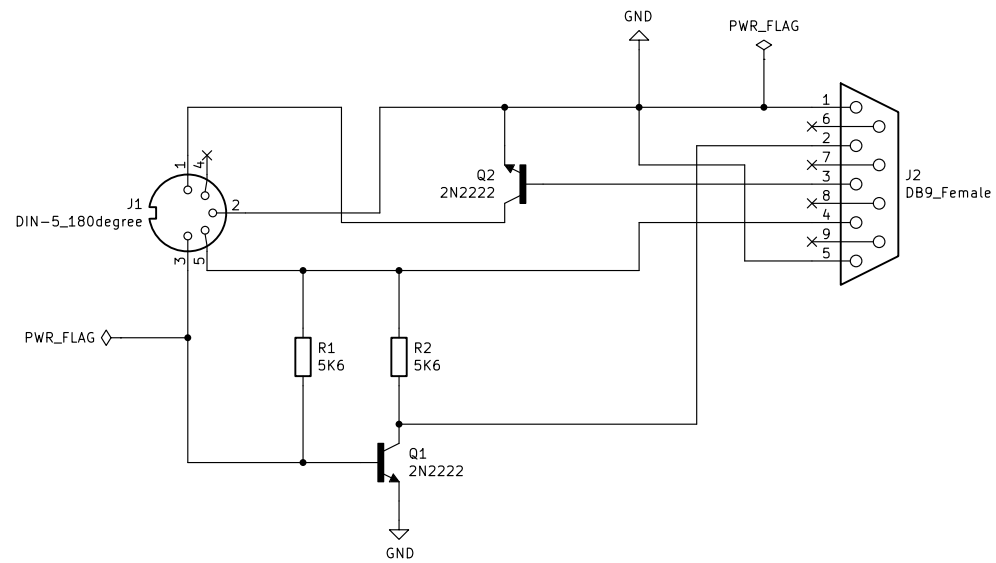 GND
PWR_FLAG
1
6
2
7
3
8
4
9
5
J2
DB9_Female
Q2
2N2222
1
4
2
3
5
J1
DIN-5_180degree
PWR_FLAG
R1
5K6
R2
5K6
Q1
2N2222
GND